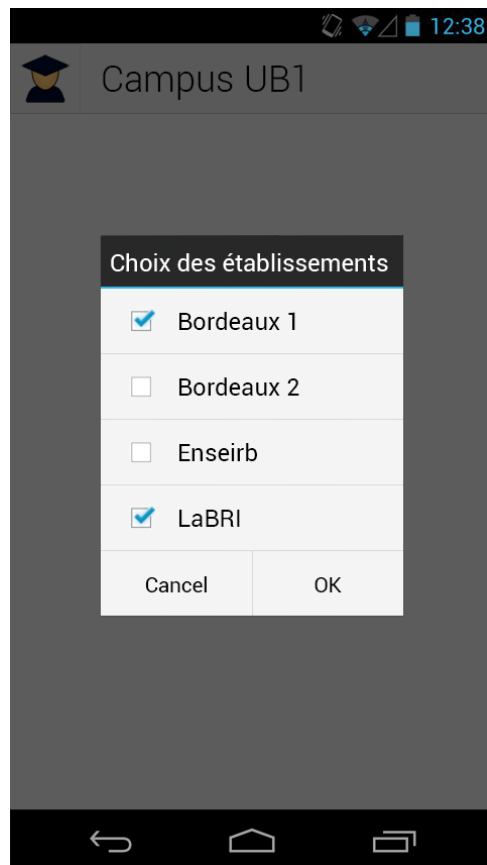 12:38
Campus UB1
Choix des établissements
Bordeaux 1
Bordeaux 2
Enseirb
LaBRI
Cancel OK